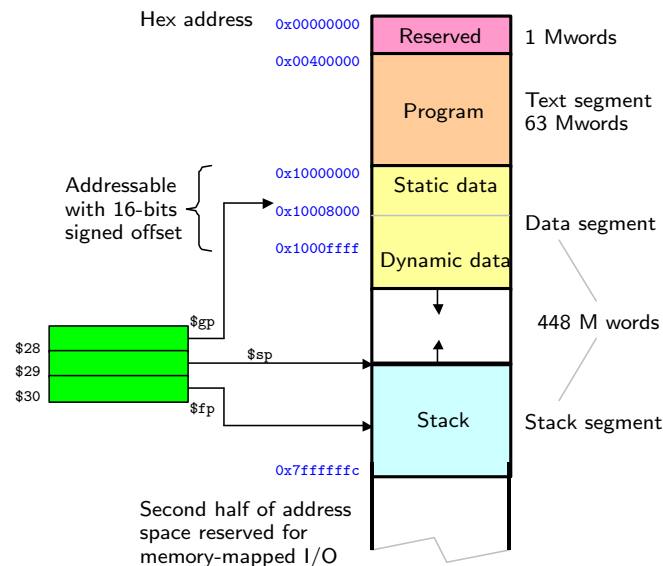 Hex address
0x00000000
Reserved
1 Mwords
0x00400000
Program
Text segment
63 Mwords
Addressable
with 16-bits
signed offset
0x10000000
Static data
0x10008000
Data segment
0x1000ffff
Dynamic data
448 M words
$gp
$28
$sp
$29
$30
$fp
Stack
Stack segment
0x7ffffffc
Second half of address
space reserved for
memory-mapped I/O